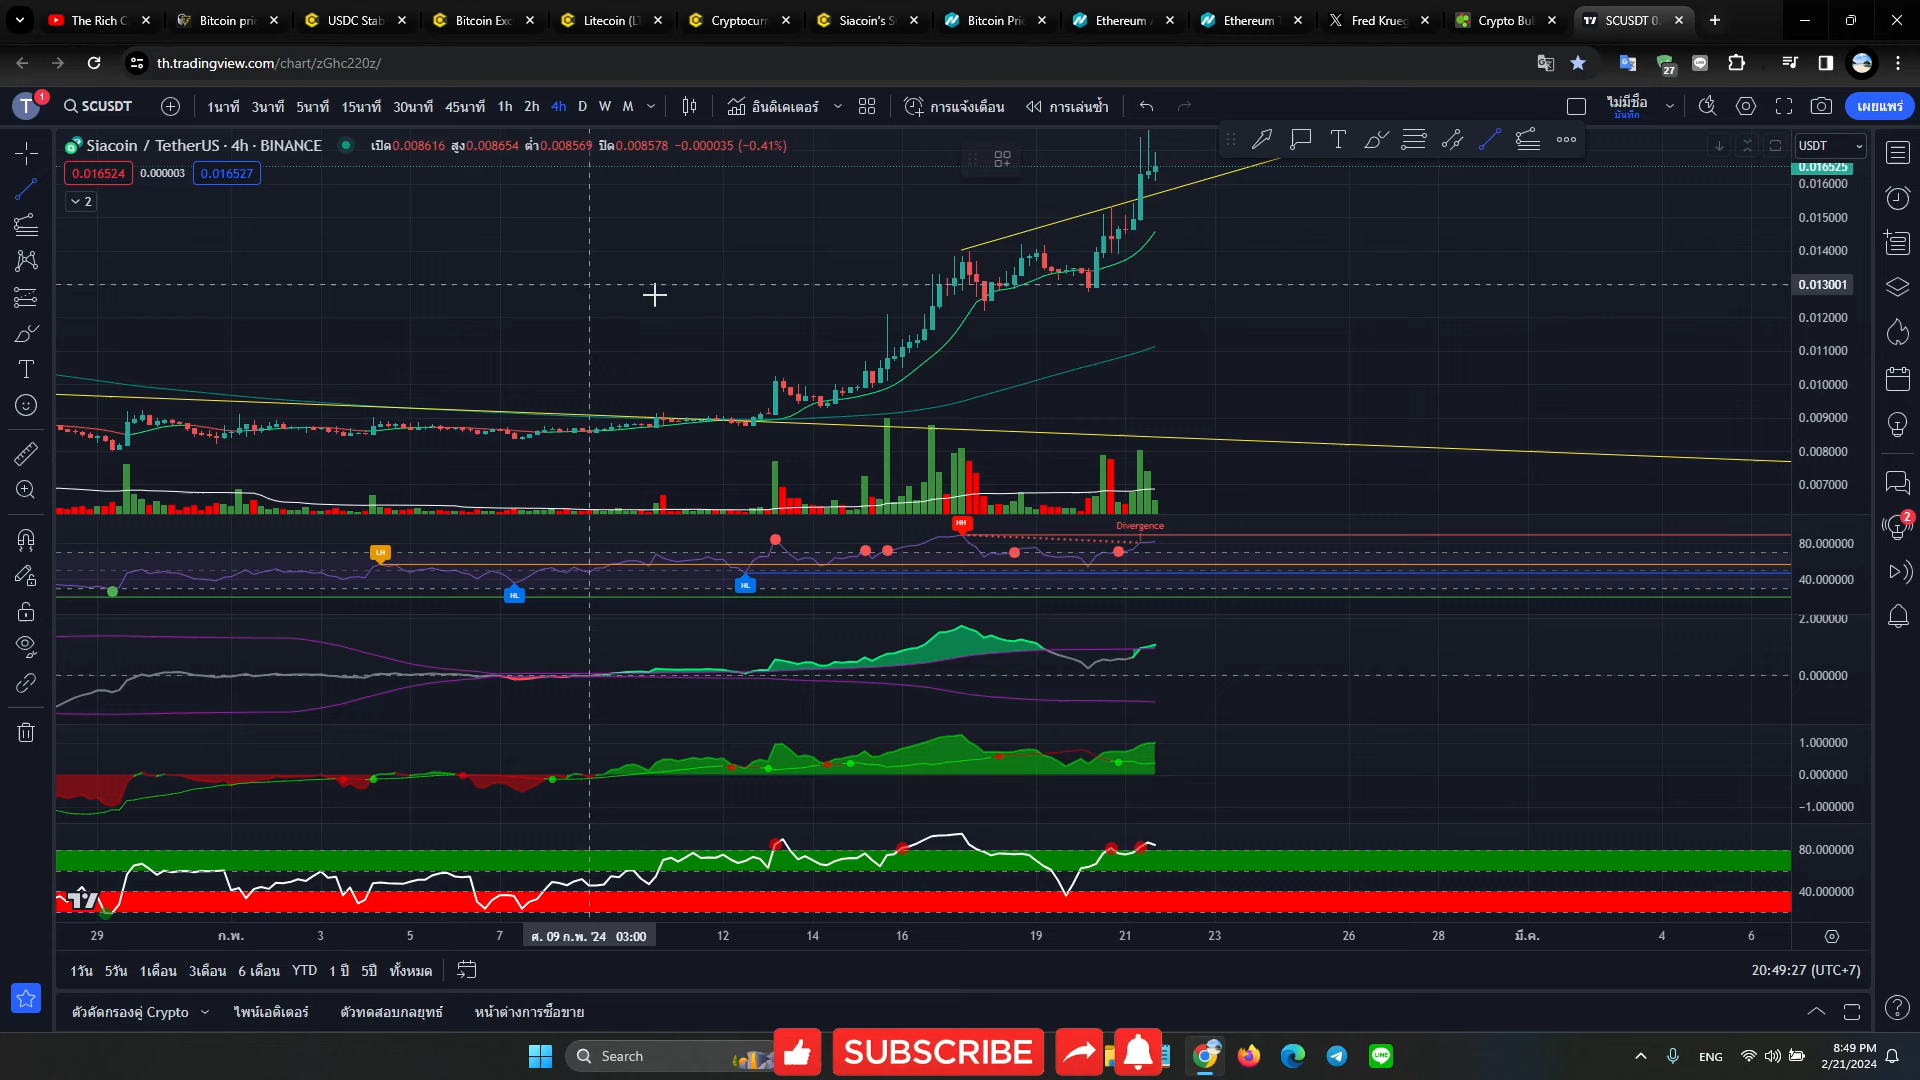 The Rich C
Bitcoin pri
USDC Stab
Bitcoin Exc
Litecoin (L
Cryptocurr
Siacoin's S
Bitcoin Pri
Ethereum
Ethereum T
Fred Krueg
Crypto Bul
SCUSDT 0.
th.tradingview.com/chart/zGhc220z/
27
T
1
SCUSDT
1นาที 3นาที 5นาที 15นาที 30นาที 45นาที 1h 2h 4h D W M
อินดิเคเตอร์
การแจ้งเตือน
การเล่นซ้ำ
ไม่มีชื่อ
บันทึก
เผยแพร่
Siacoin / TetherUS · 4h · BINANCE
เปิด0.008616 สูง0.008654 ต่ำ0.008569 ปิด0.008578 −0.000035 (−0.41%)
0.016524 0.000003 0.016527
2
USDT
0.016525
0.016000
0.015000
0.014000
0.013001
0.012000
0.011000
0.010000
0.009000
0.008000
0.007000
HH
Divergence
LH
HL
HL
80.000000
40.000000
2.000000
0.000000
1.000000
0.000000
−1.000000
80.000000
40.000000
2
29 ก.พ. 3 5 7 ศ. 09 ก.พ. '24 03:00 12 14 16 19 21 23 26 28 มี.ค. 4 6
1วัน 5วัน 1เดือน 3เดือน 6 เดือน YTD 1 ปี 5ปี ทั้งหมด
20:49:27 (UTC+7)
ตัวคัดกรองคู่ Crypto ไพน์เอดิเตอร์ ตัวทดสอบกลยุทธ์ หน้าต่างการซื้อขาย
Search
SUBSCRIBE
LINE
ENG
8:49 PM
2/21/2024